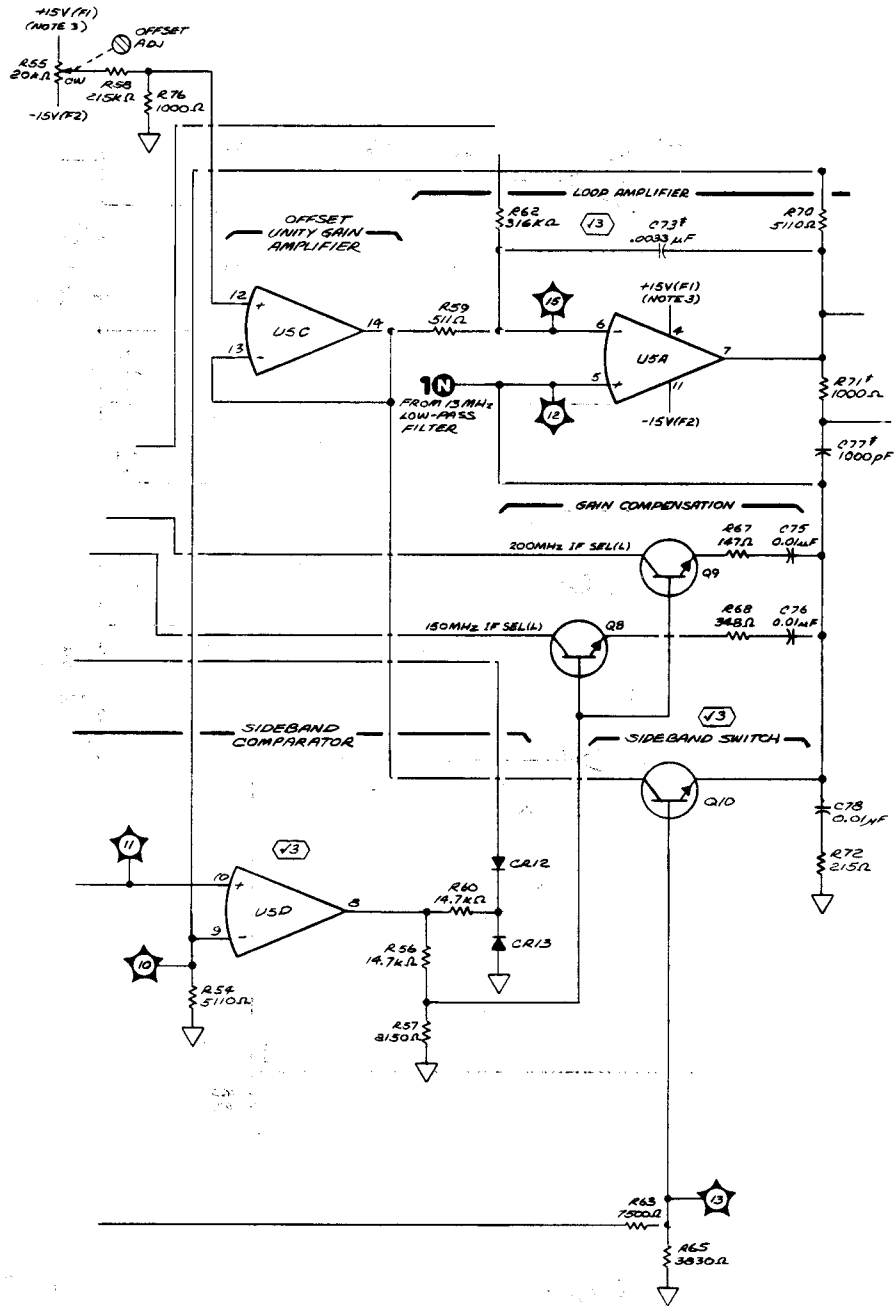 +15V(F1)
(NOTE 3)
OFFSET
ADJ
R55
20kΩ
CW
R58
215kΩ
R76
1000Ω
-15V(F2)
LOOP AMPLIFIER
R62
316kΩ
√3
C73*
.0033 µF
R70
5110Ω
OFFSET
UNITY GAIN
AMPLIFIER
12
+
13
-
U5C
14
R59
511Ω
15
+15V(F1)
(NOTE 3)
6
-
4
U5A
7
5
+
11
-15V(F2)
1 N
FROM 13MHz
LOW-PASS
FILTER
12
R71*
1000Ω
C77*
1000pF
GAIN COMPENSATION
200MHz IF SEL(L)
Q9
R67
147Ω
C75
0.01µF
150MHz IF SEL(L)
Q8
R68
348Ω
C76
0.01µF
SIDEBAND
COMPARATOR
√3
SIDEBAND SWITCH
Q10
C78
0.01µF
R72
215Ω
11
√3
10
+
9
-
U5D
8
R60
14.7kΩ
CR12
CR13
10
R54
5110Ω
R56
14.7kΩ
R57
2150Ω
13
R63
7500Ω
R65
3830Ω